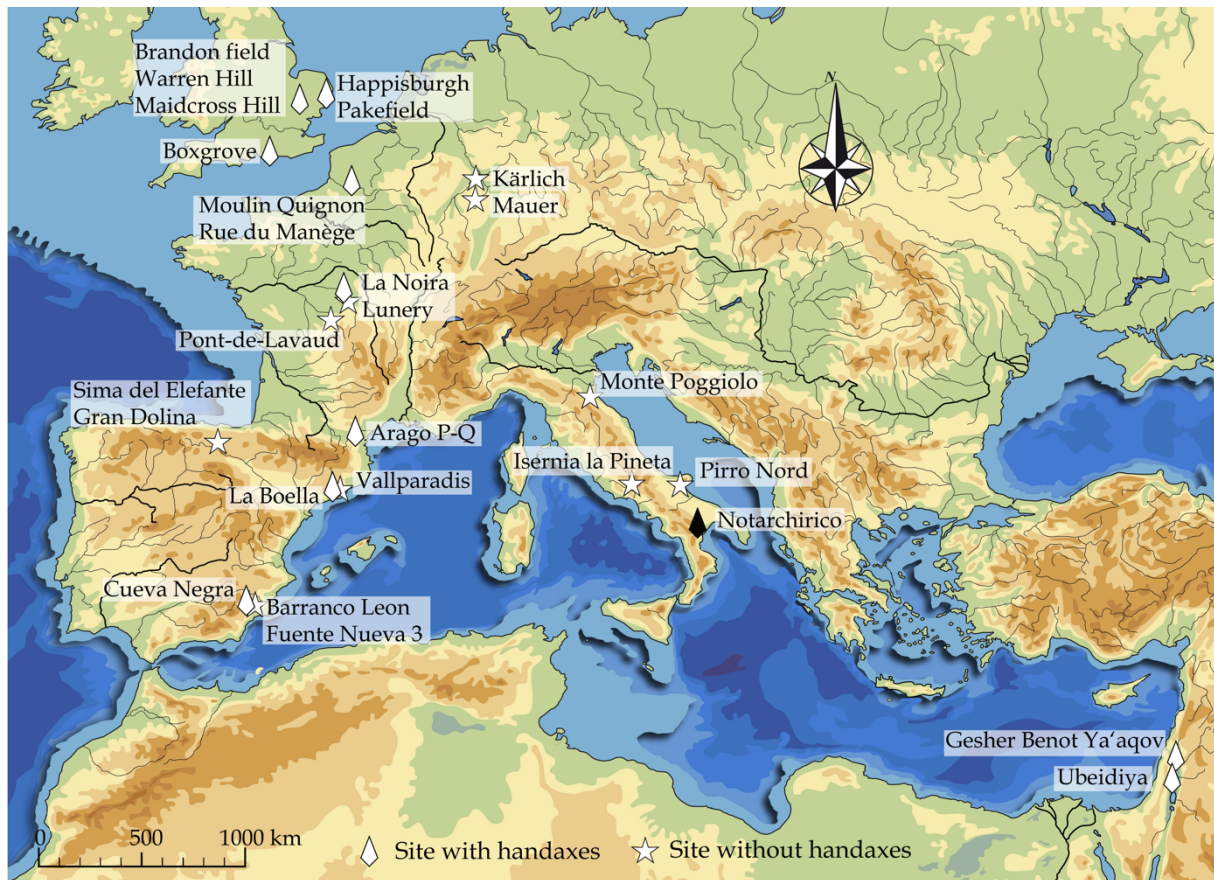 Brandon field
Warren Hill
Maidcross Hill
Happisburgh
Pakefield
N
Boxgrove
Kärlich
Mauer
Moulin Quignon
Rue du Manège
La Noira
Lunery
Pont-de-Lavaud
Monte Poggiolo
Sima del Elefante
Gran Dolina
Arago P-Q
Isernia la Pineta
Pirro Nord
La Boella
Vallparadis
Notarchirico
Cueva Negra
Barranco Leon
Fuente Nueva 3
Gesher Benot Ya‘aqov
Ubeidiya
0 500 1000 km
Site with handaxes
Site without handaxes